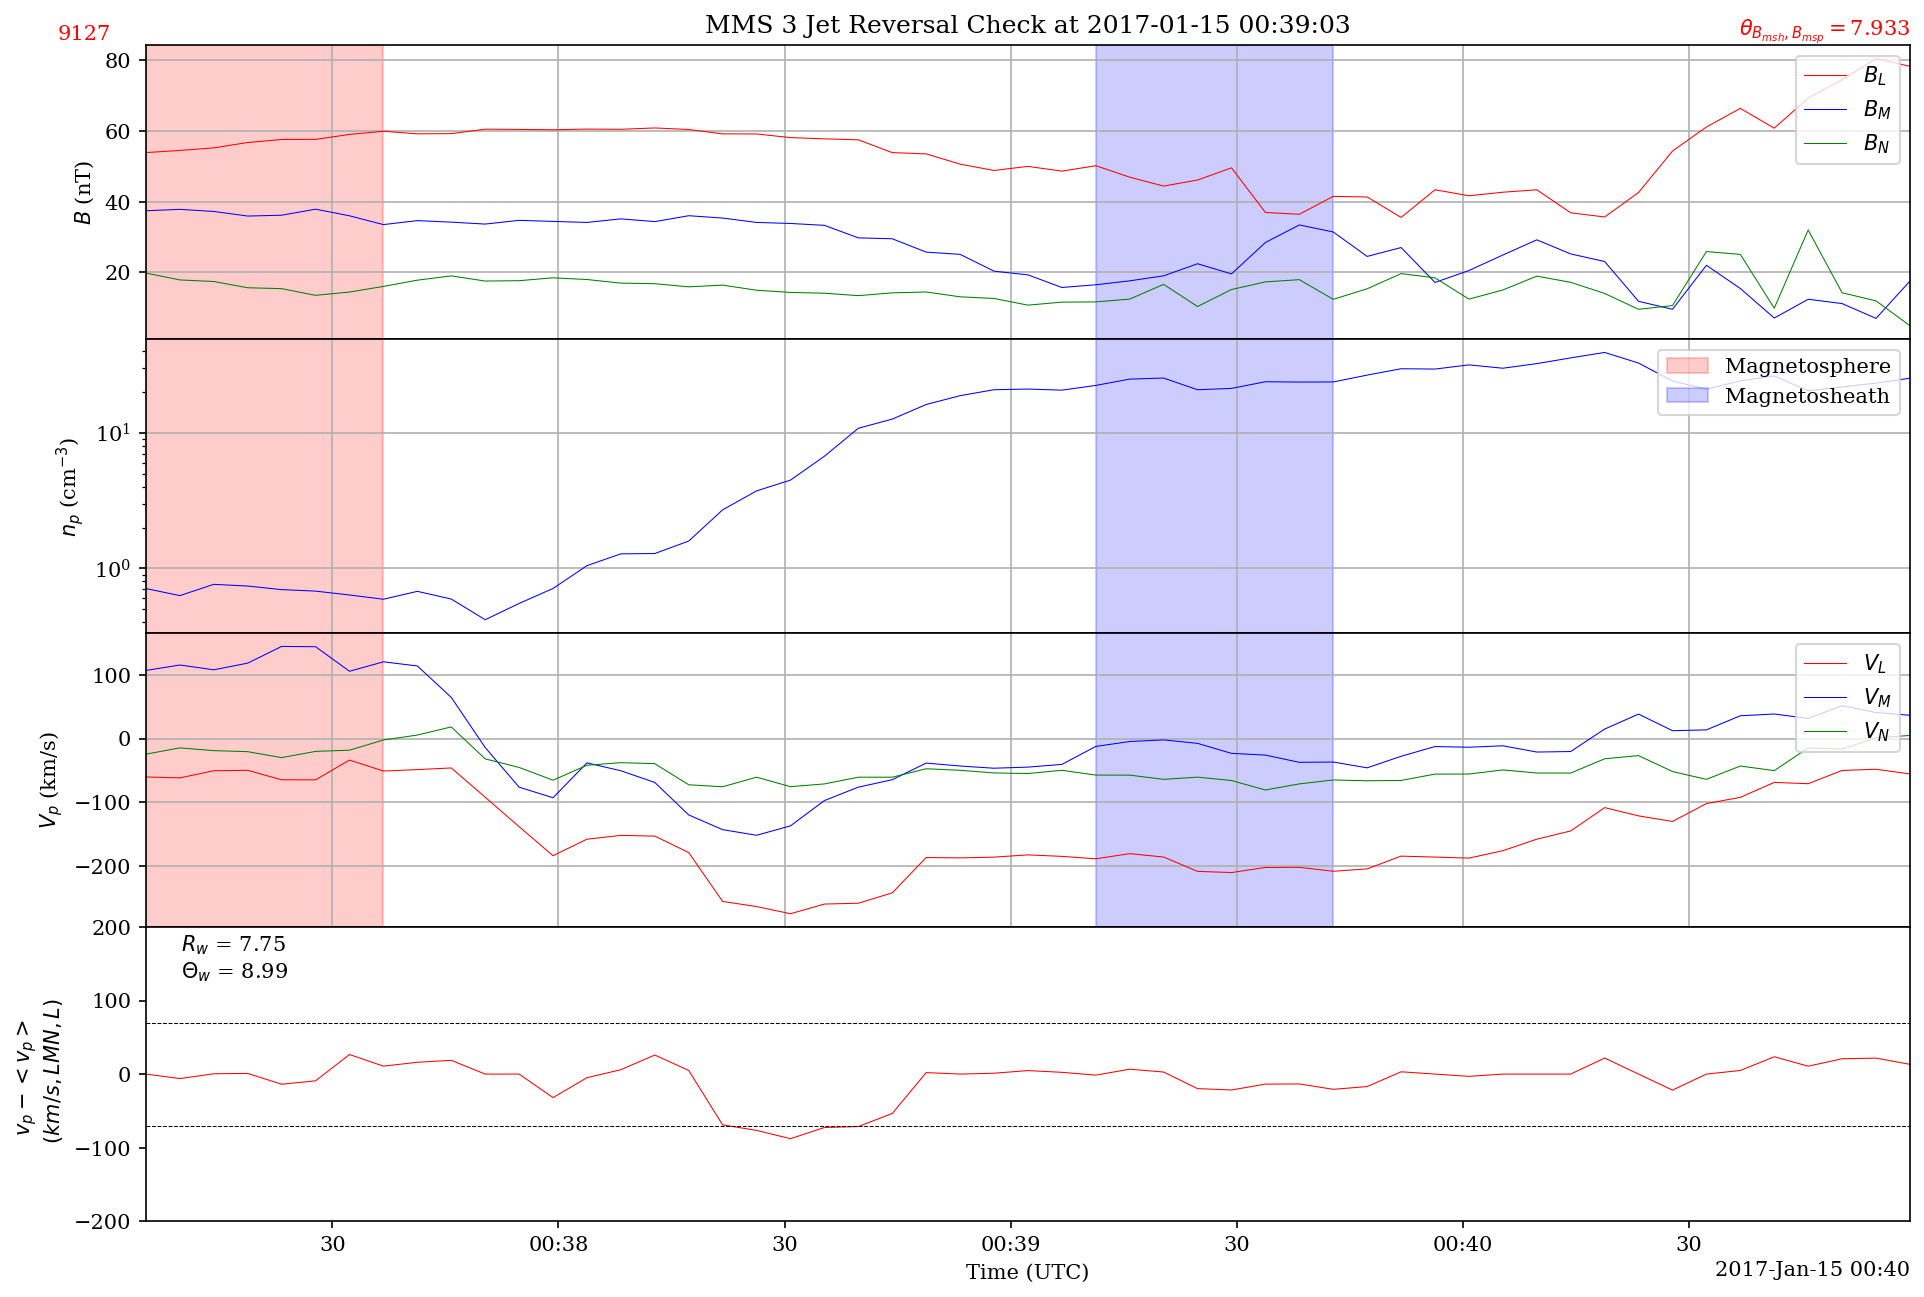 9127
MMS 3 Jet Reversal Check at 2017-01-15 00:39:03
θ_{B_{msh}, B_{msp}} = 7.933
80
60
40
20
B (nT)
B_L
B_M
B_N
10^1
10^0
n_p (cm^{-3})
Magnetosphere
Magnetosheath
100
0
−100
−200
V_p (km/s)
V_L
V_M
V_N
200
100
0
−100
−200
v_p − < v_p >
(km/s, LMN, L)
R_w = 7.75
Θ_w = 8.99
30 00:38 30 00:39 30 00:40 30
Time (UTC)
2017-Jan-15 00:40